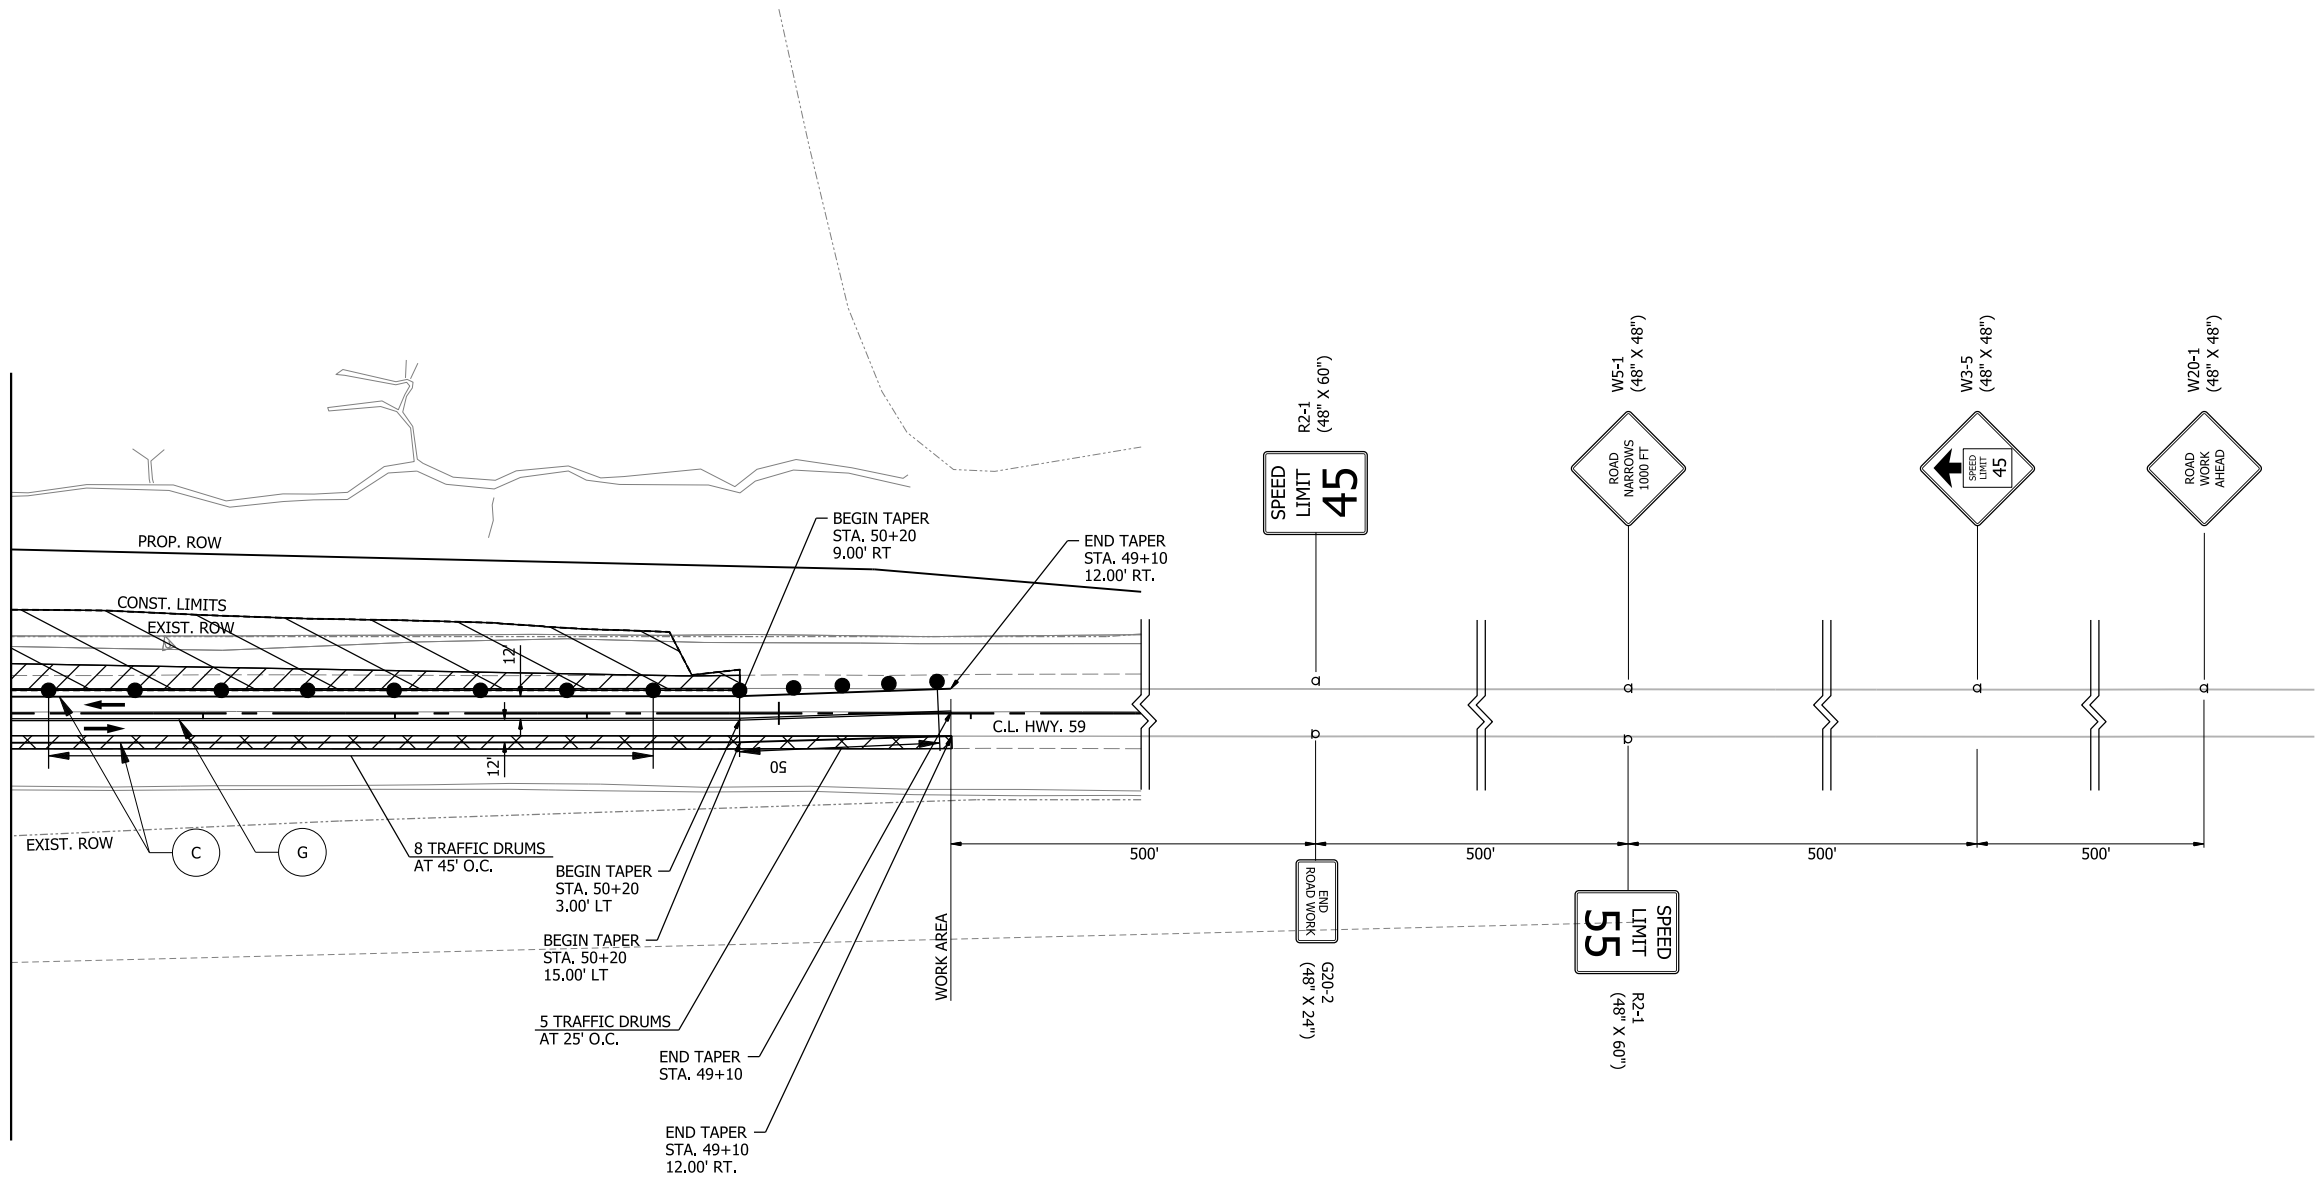 R2-1
(48" X 60")
W5-1
(48" X 48")
W3-5
(48" X 48")
W20-1
(48" X 48")
SPEED
LIMIT
45
ROAD
NARROWS
1000 FT
SPEED
LIMIT
45
ROAD
WORK
AHEAD
BEGIN TAPER
STA. 50+20
9.00' RT
END TAPER
STA. 49+10
12.00' RT.
PROP. ROW
CONST. LIMITS
EXIST. ROW
12'
12'
50
C.L. HWY. 59
EXIST. ROW
C
G
8 TRAFFIC DRUMS
AT 45' O.C.
BEGIN TAPER
STA. 50+20
3.00' LT
BEGIN TAPER
STA. 50+20
15.00' LT
5 TRAFFIC DRUMS
AT 25' O.C.
END TAPER
STA. 49+10
END TAPER
STA. 49+10
12.00' RT.
WORK AREA
500'
500'
500'
500'
END
ROAD WORK
G20-2
(48" X 24")
SPEED
LIMIT
55
R2-1
(48" X 60")